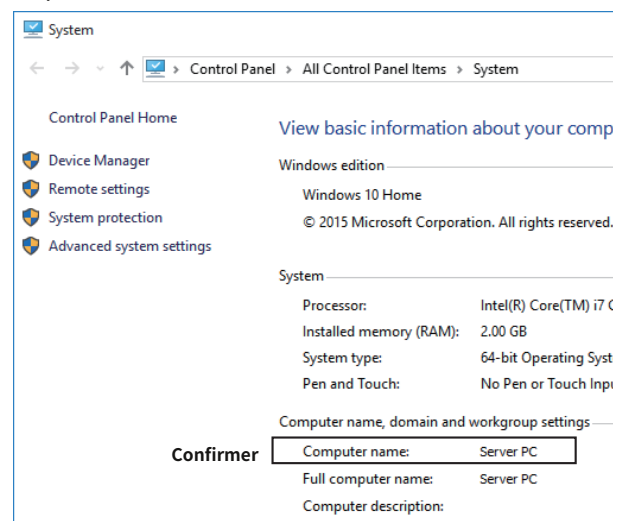 System
Control Panel > All Control Panel Items > System
Control Panel Home
Device Manager
Remote settings
System protection
Advanced system settings
View basic information about your comp
Windows edition
Windows 10 Home
© 2015 Microsoft Corporation. All rights reserved.
System
Processor: Intel(R) Core(TM) i7
Installed memory (RAM): 2.00 GB
System type: 64-bit Operating Syst
Pen and Touch: No Pen or Touch Inpu
Computer name, domain and workgroup settings
Confirmer
Computer name: Server PC
Full computer name: Server PC
Computer description: